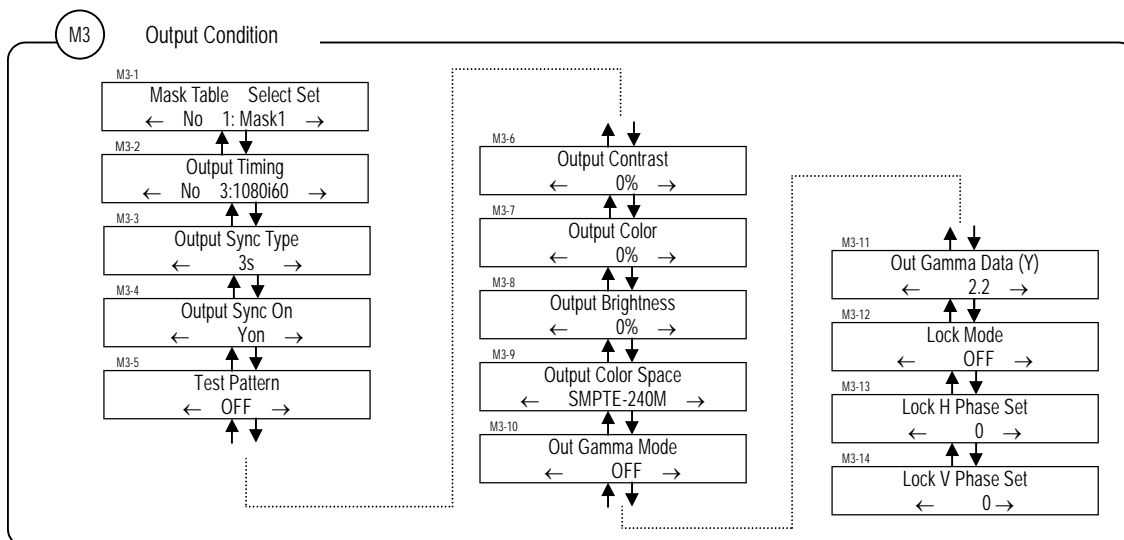 M3 Output Condition
M3-1
Mask Table Select Set
← No 1: Mask1 →
M3-2
Output Timing
← No 3:1080i60 →
M3-3
Output Sync Type
← 3s →
M3-4
Output Sync On
← Yon →
M3-5
Test Pattern
← OFF →
M3-6
Output Contrast
← 0% →
M3-7
Output Color
← 0% →
M3-8
Output Brightness
← 0% →
M3-9
Output Color Space
← SMPTE-240M →
M3-10
Out Gamma Mode
← OFF →
M3-11
Out Gamma Data (Y)
← 2.2 →
M3-12
Lock Mode
← OFF →
M3-13
Lock H Phase Set
← 0 →
M3-14
Lock V Phase Set
← 0 →